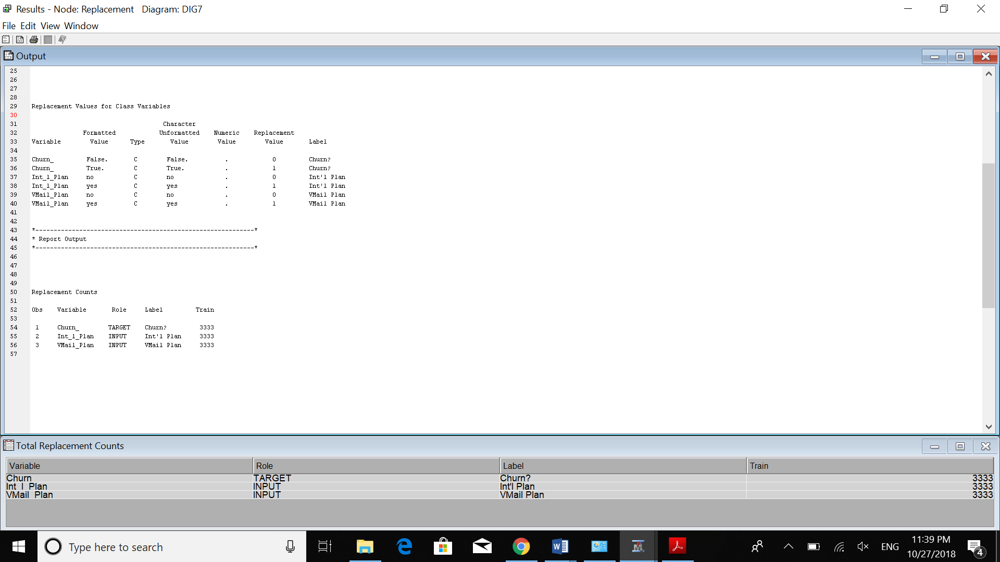 Results - Node: Replacement   Diagram: DIG7
File Edit View Window
Output
25
26
27
28
29 Replacement Values for Class Variables
30
31 Character
32 Formatted Unformatted Numeric Replacement
33 Variable Value Type Value Value Value Label
34
35 Churn_ False. C False. . 0 Churn?
36 Churn_ True. C True. . 1 Churn?
37 Int_l_Plan no C no . 0 Int'l Plan
38 Int_l_Plan yes C yes . 1 Int'l Plan
39 VMail_Plan no C no . 0 VMail Plan
40 VMail_Plan yes C yes . 1 VMail Plan
41
42
43 *------------------------------------------------------------*
44 * Report Output
45 *------------------------------------------------------------*
46
47
48
49
50 Replacement Counts
51
52 Obs Variable Role Label Train
53
54 1 Churn_ TARGET Churn? 3333
55 2 Int_l_Plan INPUT Int'l Plan 3333
56 3 VMail_Plan INPUT VMail Plan 3333
57
Total Replacement Counts
Variable Role Label Train
Churn TARGET Churn? 3333
Int l Plan INPUT Int'l Plan 3333
VMail Plan INPUT VMail Plan 3333
Type here to search
ENG
11:39 PM
10/27/2018
4